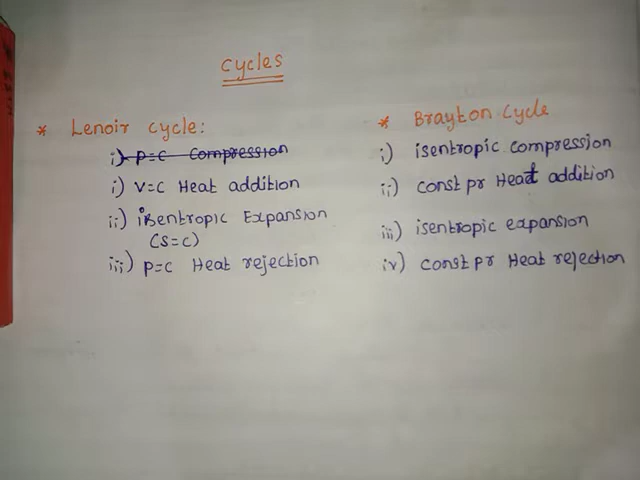 Cycles
* Lenoir cycle:
i) P=C Compression
i) V=C Heat addition
ii) isentropic Expansion
(S=C)
iii) P=C Heat rejection
* Brayton Cycle
i) isentropic compression
ii) const pr Heat addition
iii) isentropic expansion
iv) const pr Heat rejection